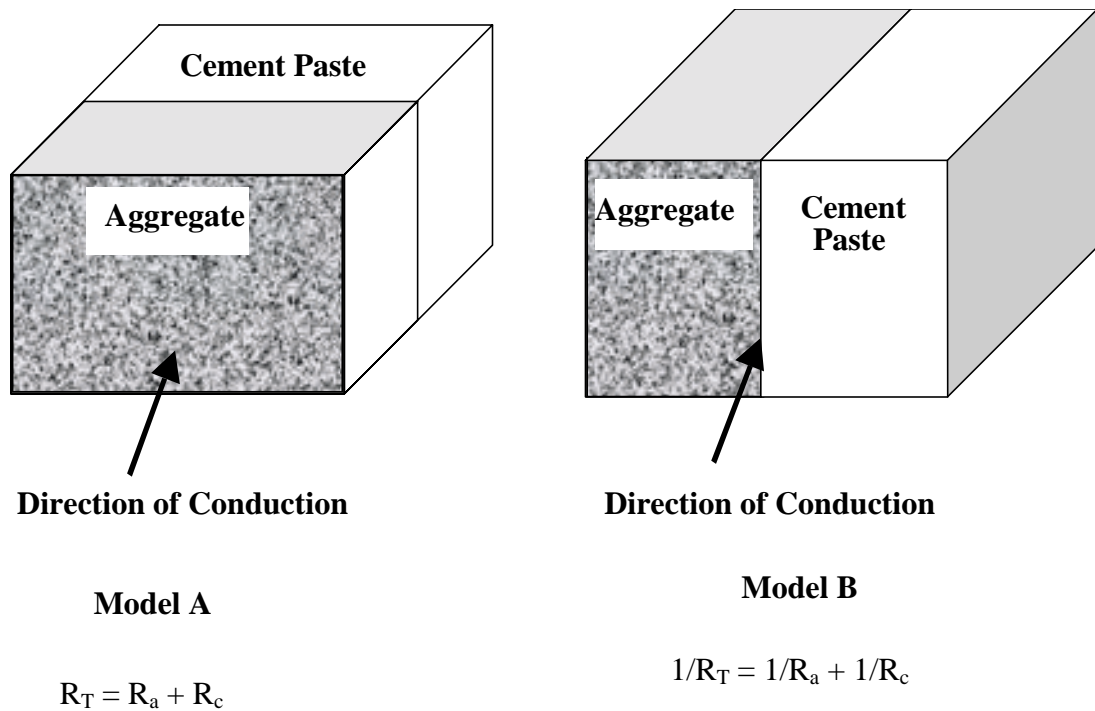 Cement Paste
Aggregate
Direction of Conduction
Model A
R_T = R_a + R_c
Aggregate
Cement
Paste
Direction of Conduction
Model B
1/R_T = 1/R_a + 1/R_c